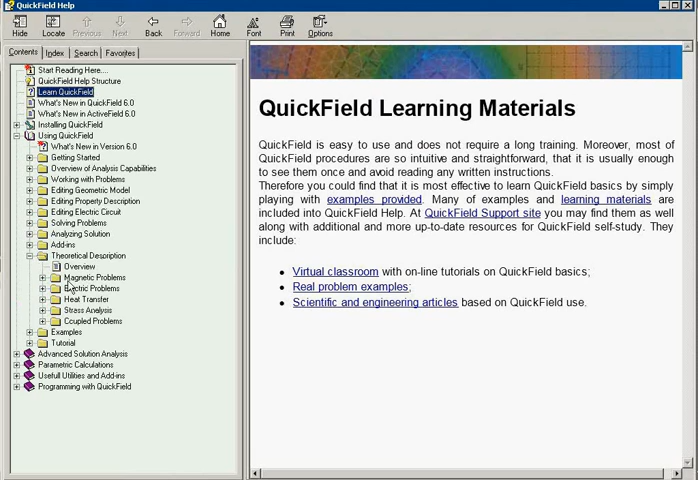 QuickField Help
Hide Locate Previous Next Back Forward Home Font Print Options
Contents Index Search Favorites
Start Reading Here....
QuickField Help Structure
Learn QuickField
What's New in QuickField 6.0
What's New in ActiveField 6.0
Installing QuickField
Using QuickField
What's New in Version 6.0
Getting Started
Overview of Analysis Capabilities
Working with Problems
Editing Geometric Model
Editing Property Description
Editing Electric Circuit
Solving Problems
Analyzing Solution
Add-ins
Theoretical Description
Overview
Magnetic Problems
Electric Problems
Heat Transfer
Stress Analysis
Coupled Problems
Examples
Tutorial
Advanced Solution Analysis
Parametric Calculations
Usefull Utilities and Add-ins
Programming with QuickField
QuickField Learning Materials
QuickField is easy to use and does not require a long training. Moreover, most of
QuickField procedures are so intuitive and straightforward, that it is usually enough
to see them once and avoid reading any written instructions.
Therefore you could find that it is most effective to learn QuickField basics by simply
playing with examples provided. Many of examples and learning materials are
included into QuickField Help. At QuickField Support site you may find them as well
along with additional and more up-to-date resources for QuickField self-study. They
include:
Virtual classroom with on-line tutorials on QuickField basics;
Real problem examples;
Scientific and engineering articles based on QuickField use.